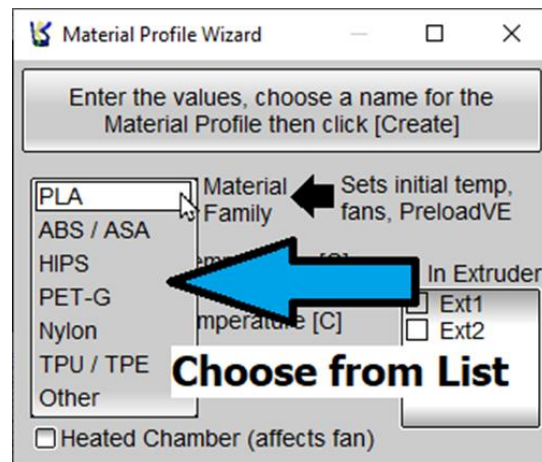 Material Profile Wizard
Enter the values, choose a name for the
Material Profile then click [Create]
PLA
ABS / ASA
HIPS
PET-G
Nylon
TPU / TPE
Other
Material
Family
Sets initial temp,
fans, PreloadVE
[C]
In Extruder
Ext1
Ext2
Choose from List
Heated Chamber (affects fan)